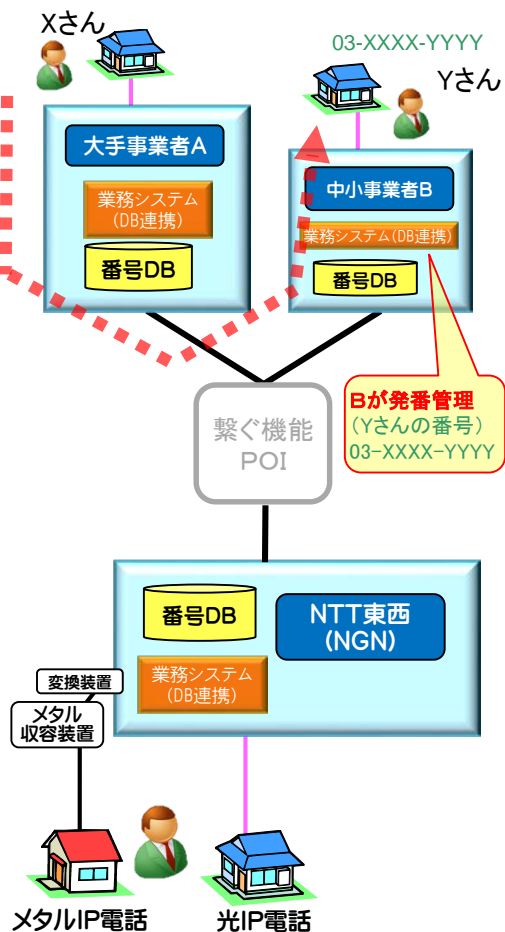 Xさん
03-XXXX-YYYY
Yさん
大手事業者A
業務システム
(DB連携)
番号DB
中小事業者B
業務システム(DB連携)
番号DB
Bが発番管理
(Yさんの番号)
03-XXXX-YYYY
繋ぐ機能
POI
番号DB
NTT東西
(NGN)
業務システム
(DB連携)
変換装置
メタル
収容装置
メタルIP電話
光IP電話